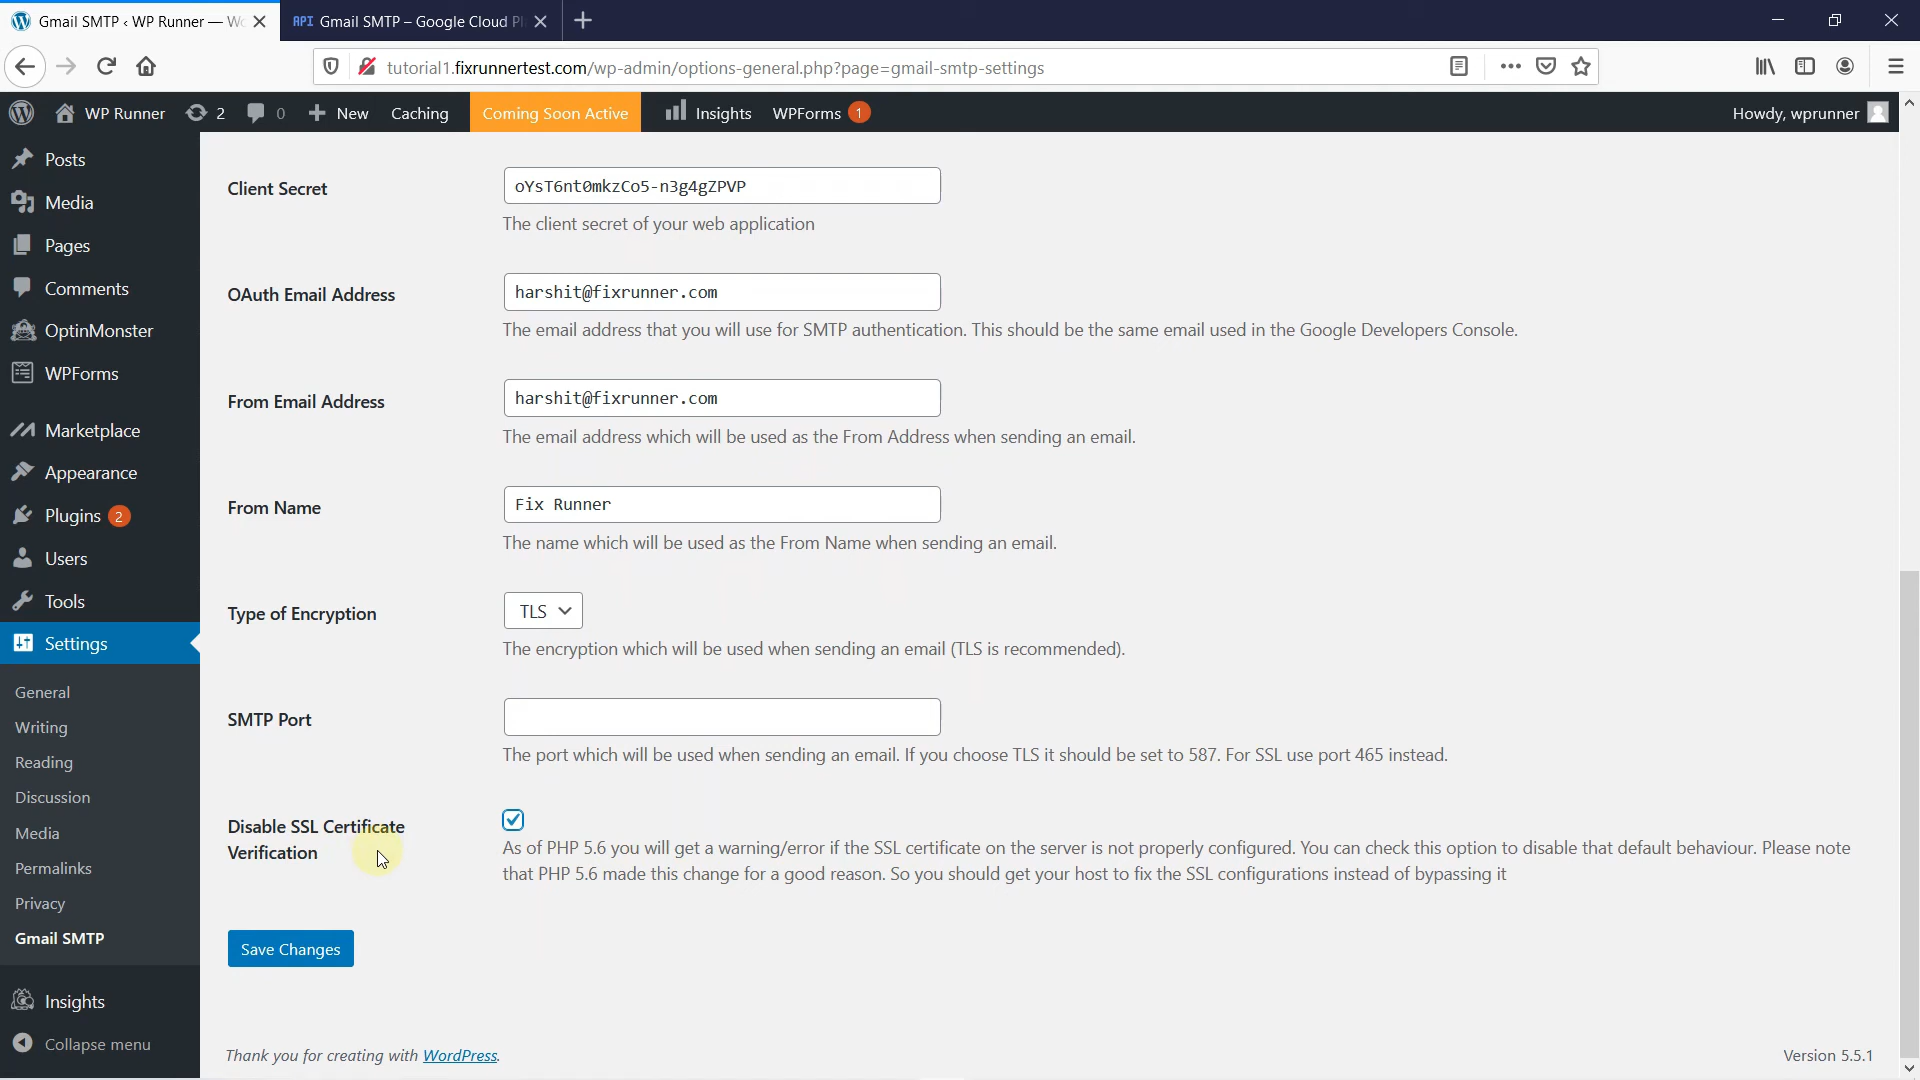 Gmail SMTP ‹ WP Runner — Wo
API Gmail SMTP – Google Cloud Pl
tutorial1.fixrunnertest.com/wp-admin/options-general.php?page=gmail-smtp-settings
WP Runner 2 0 New Caching Coming Soon Active Insights WPForms 1 Howdy, wprunner
Posts
Media
Pages
Comments
OptinMonster
WPForms
Marketplace
Appearance
Plugins 2
Users
Tools
Settings
General
Writing
Reading
Discussion
Media
Permalinks
Privacy
Gmail SMTP
Insights
Collapse menu
Client Secret
oYsT6nt0mkzCo5-n3g4gZPVP
The client secret of your web application
OAuth Email Address
harshit@fixrunner.com
The email address that you will use for SMTP authentication. This should be the same email used in the Google Developers Console.
From Email Address
harshit@fixrunner.com
The email address which will be used as the From Address when sending an email.
From Name
Fix Runner
The name which will be used as the From Name when sending an email.
Type of Encryption
TLS
The encryption which will be used when sending an email (TLS is recommended).
SMTP Port
The port which will be used when sending an email. If you choose TLS it should be set to 587. For SSL use port 465 instead.
Disable SSL Certificate
Verification
As of PHP 5.6 you will get a warning/error if the SSL certificate on the server is not properly configured. You can check this option to disable that default behaviour. Please note
that PHP 5.6 made this change for a good reason. So you should get your host to fix the SSL configurations instead of bypassing it
Save Changes
Thank you for creating with WordPress.
Version 5.5.1